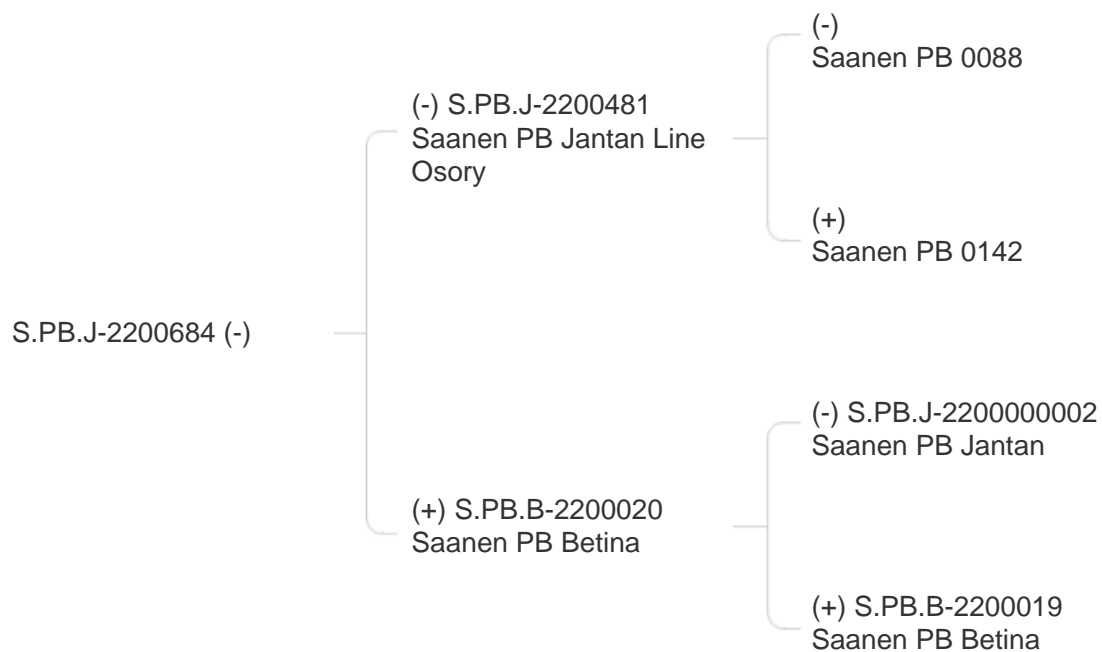 S.PB.J-2200684 (-)
(-) S.PB.J-2200481
Saanen PB Jantan Line
Osory
(+) S.PB.B-2200020
Saanen PB Betina
(-)
Saanen PB 0088
(+)
Saanen PB 0142
(-) S.PB.J-2200000002
Saanen PB Jantan
(+) S.PB.B-2200019
Saanen PB Betina